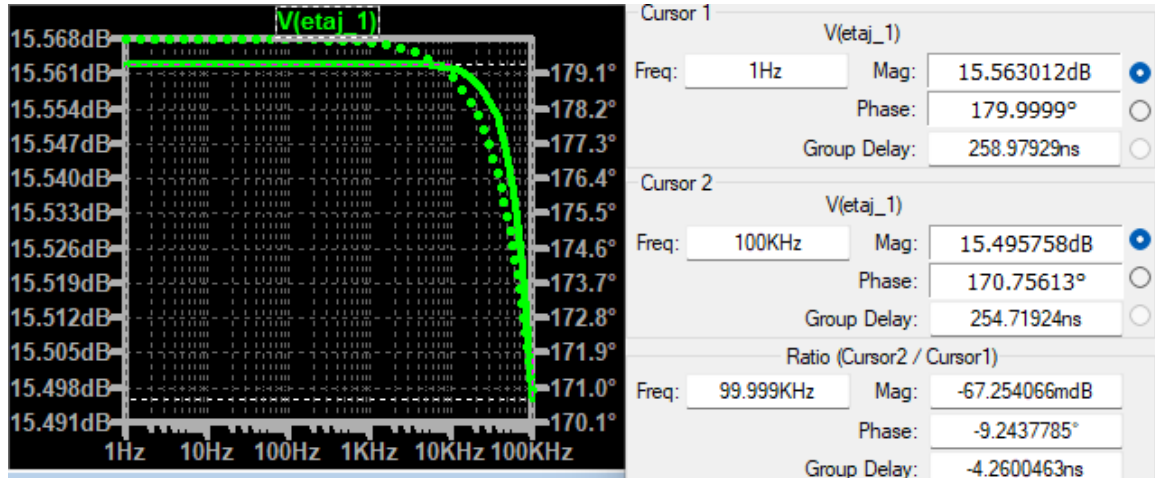 V(etaj_1)
15.568dB
15.561dB
15.554dB
15.547dB
15.540dB
15.533dB
15.526dB
15.519dB
15.512dB
15.505dB
15.498dB
15.491dB
179.1°
178.2°
177.3°
176.4°
175.5°
174.6°
173.7°
172.8°
171.9°
171.0°
170.1°
1Hz 10Hz 100Hz 1KHz 10KHz 100KHz
Cursor 1
V(etaj_1)
Freq: 1Hz Mag: 15.563012dB
Phase: 179.9999°
Group Delay: 258.97929ns
Cursor 2
V(etaj_1)
Freq: 100KHz Mag: 15.495758dB
Phase: 170.75613°
Group Delay: 254.71924ns
Ratio (Cursor2 / Cursor1)
Freq: 99.999KHz Mag: -67.254066mdB
Phase: -9.2437785°
Group Delay: -4.2600463ns